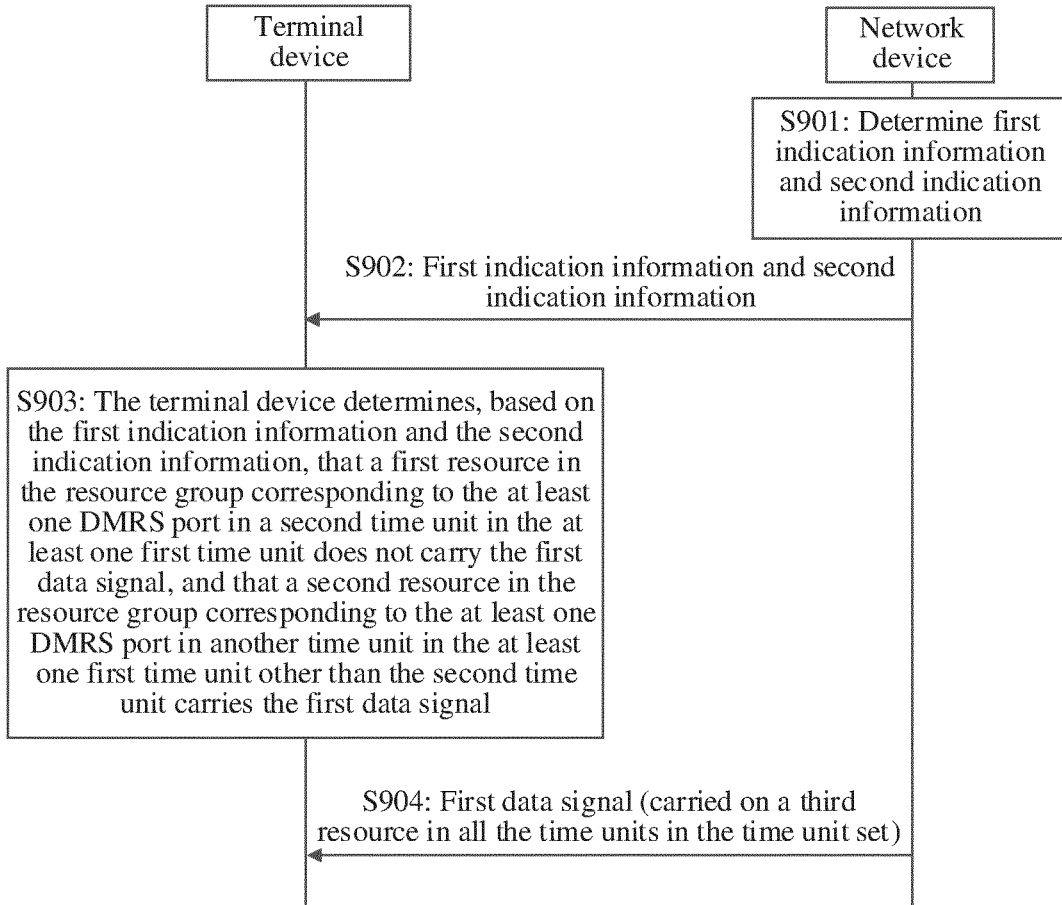 Terminal
device
Network
device
S901: Determine first
indication information
and second indication
information
S902: First indication information and second
indication information
S903: The terminal device determines, based on
the first indication information and the second
indication information, that a first resource in
the resource group corresponding to the at least
one DMRS port in a second time unit in the at
least one first time unit does not carry the first
data signal, and that a second resource in the
resource group corresponding to the at least one
DMRS port in another time unit in the at least
one first time unit other than the second time
unit carries the first data signal
S904: First data signal (carried on a third
resource in all the time units in the time unit set)